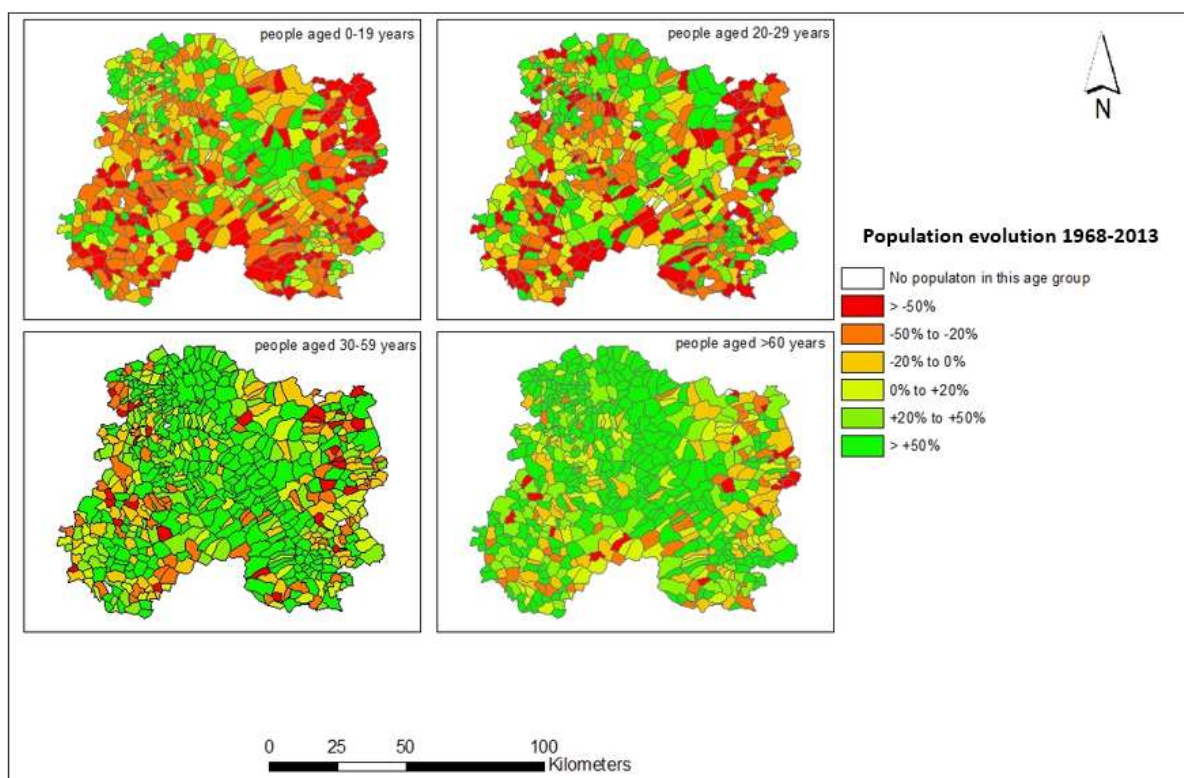 people aged 0-19 years
people aged 20-29 years
N
people aged 30-59 years
people aged >60 years
Population evolution 1968-2013
No populaton in this age group
> -50%
-50% to -20%
-20% to 0%
0% to +20%
+20% to +50%
> +50%
0 25 50 100
Kilometers